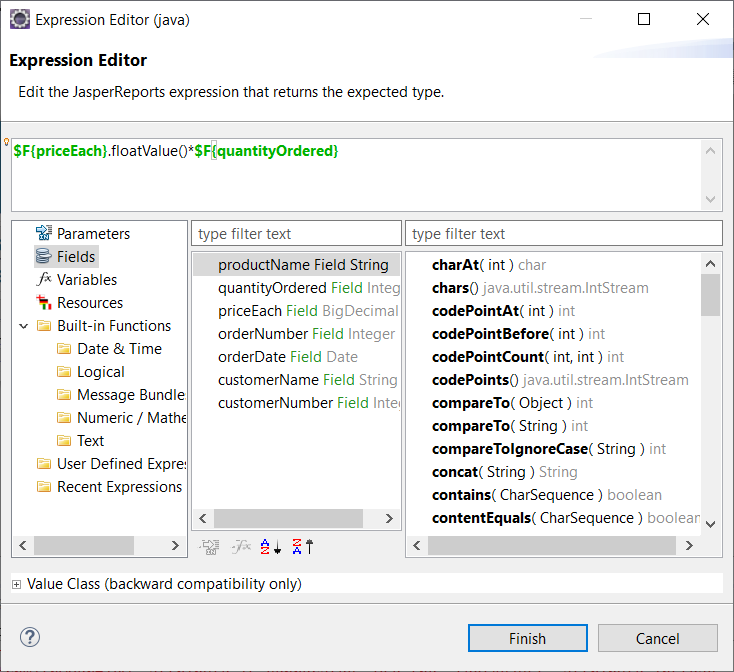 Expression Editor (java)
Expression Editor
Edit the JasperReports expression that returns the expected type.
$F{priceEach}.floatValue()*$F{quantityOrdered}
Parameters
Fields
Variables
Resources
Built-in Functions
Date & Time
Logical
Message Bundle
Numeric / Mathe
Text
User Defined Expres
Recent Expressions
type filter text
productName Field String
quantityOrdered Field Integ
priceEach Field BigDecimal
orderNumber Field Integer
orderDate Field Date
customerName Field String
customerNumber Field Inte
type filter text
charAt( int ) char
chars() java.util.stream.IntStream
codePointAt( int ) int
codePointBefore( int ) int
codePointCount( int, int ) int
codePoints() java.util.stream.IntStream
compareTo( Object ) int
compareTo( String ) int
compareToIgnoreCase( String ) int
concat( String ) String
contains( CharSequence ) boolean
contentEquals( CharSequence ) boolean
Value Class (backward compatibility only)
Finish
Cancel